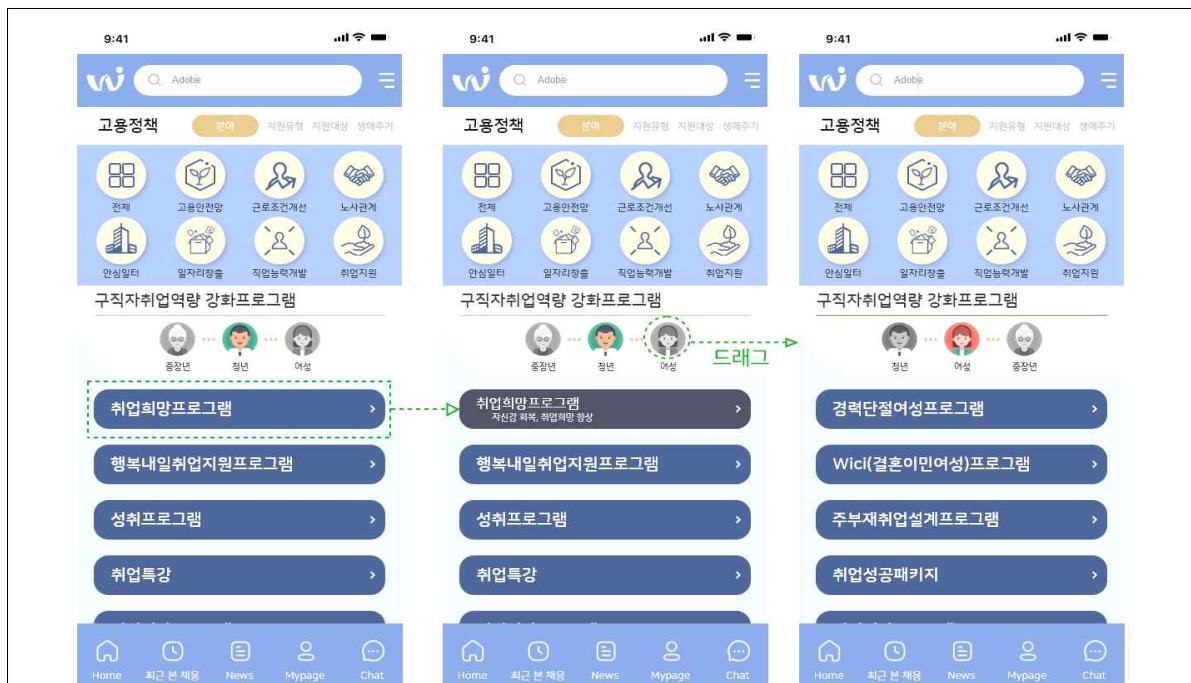 9:41
Adobe
고용정책 분야 지원유형 지원대상 생애주기
전체 고용안전망 근로조건개선 노사관계
안심일터 일자리창출 직업능력개발 취업지원
구직자취업역량 강화프로그램
중장년 청년 여성
취업희망프로그램
행복내일취업지원프로그램
성취프로그램
취업특강
Home 최근 본 채용 News Mypage Chat
9:41
Adobe
고용정책 분야 지원유형 지원대상 생애주기
전체 고용안전망 근로조건개선 노사관계
안심일터 일자리창출 직업능력개발 취업지원
구직자취업역량 강화프로그램
중장년 청년 여성
드래그
취업희망프로그램
자신감 회복, 취업희망 향상
행복내일취업지원프로그램
성취프로그램
취업특강
Home 최근 본 채용 News Mypage Chat
9:41
Adobe
고용정책 분야 지원유형 지원대상 생애주기
전체 고용안전망 근로조건개선 노사관계
안심일터 일자리창출 직업능력개발 취업지원
구직자취업역량 강화프로그램
청년 여성 중장년
경력단절여성프로그램
Wici(결혼이민여성)프로그램
주부재취업설계프로그램
취업성공패키지
Home 최근 본 채용 News Mypage Chat